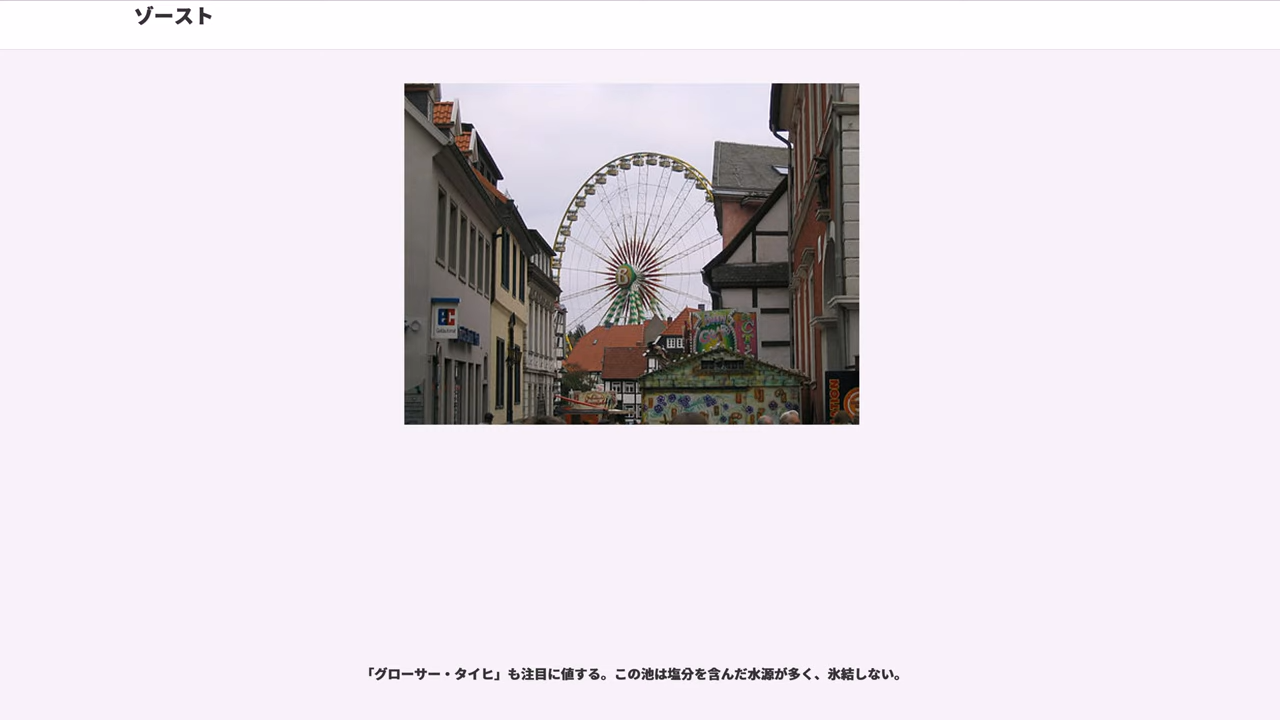 ゾースト
EC
「グローサー・タイヒ」も注目に値する。この池は塩分を含んだ水源が多く、氷結しない。